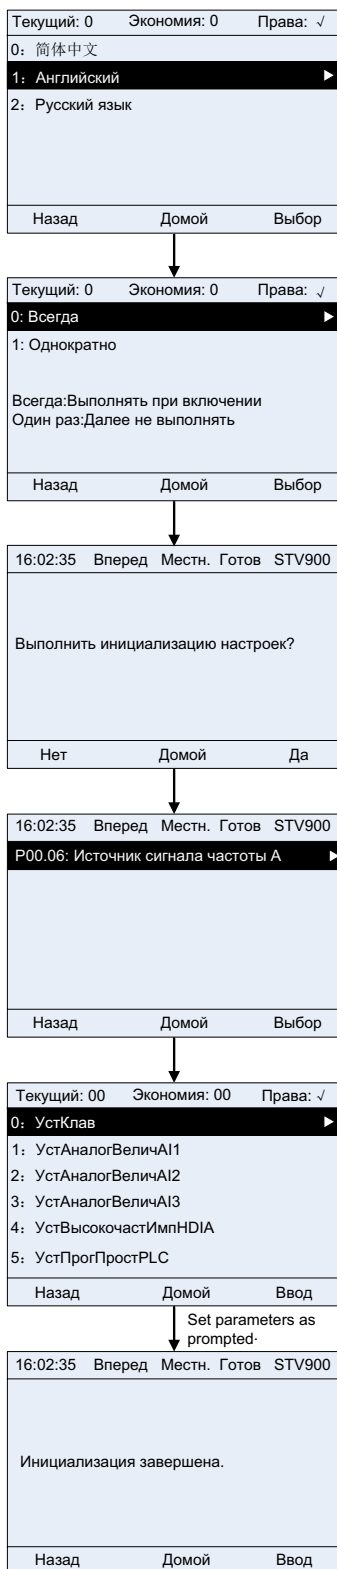 Текущий: 0 Экономия: 0 Права: √
0: 简体中文
1: Английский ▶
2: Русский язык
Назад Домой Выбор
Текущий: 0 Экономия: 0 Права: √
0: Всегда ▶
1: Однократно
Всегда:Выполнять при включении
Один раз:Далее не выполнять
Назад Домой Выбор
16:02:35 Вперед Местн. Готов STV900
Выполнить инициализацию настроек?
Нет Домой Да
16:02:35 Вперед Местн. Готов STV900
P00.06: Источник сигнала частоты А ▶
Назад Домой Выбор
Текущий: 00 Экономия: 00 Права: √
0: УстКлав ▶
1: УстАналогВеличAI1
2: УстАналогВеличAI2
3: УстАналогВеличAI3
4: УстВысокочастИмпHDIA
5: УстПрогПростPLC
Назад Домой Ввод
Set parameters as
prompted·
16:02:35 Вперед Местн. Готов STV900
Инициализация завершена.
Назад Домой Ввод